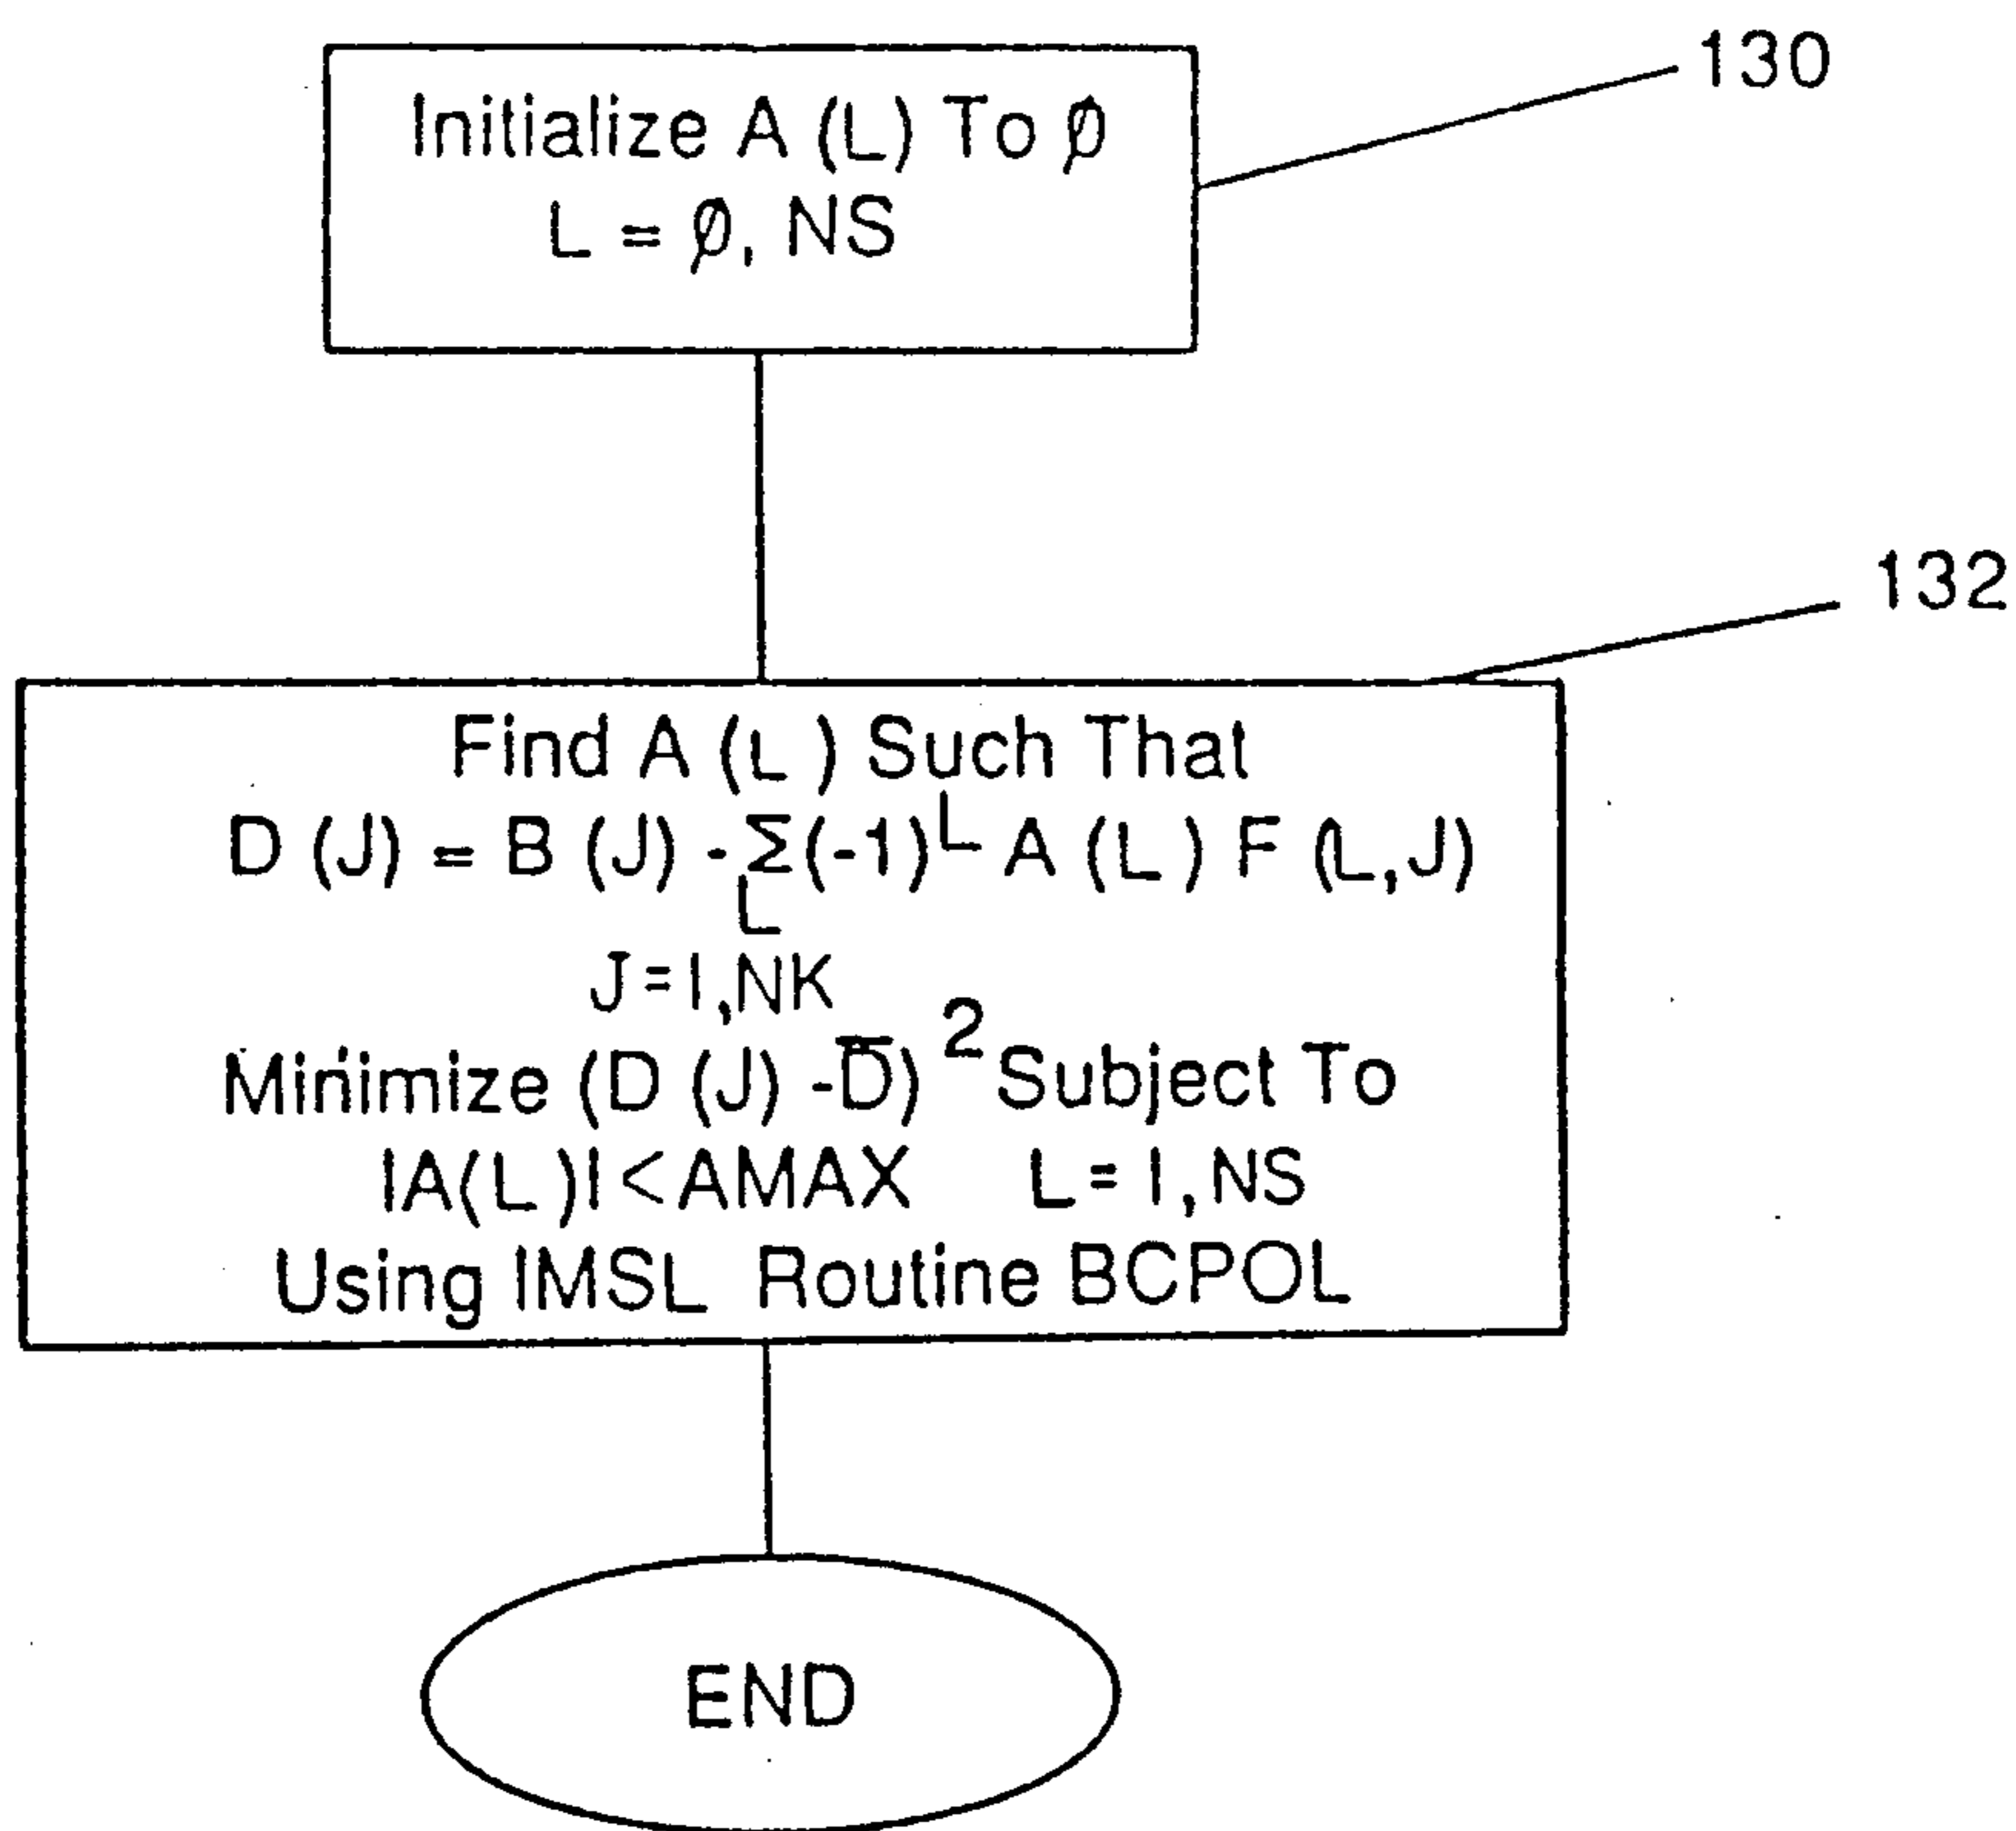 130
Initialize A (L) To ∅
L = ∅, NS
132
Find A (L) Such That
D (J) = B (J) - Σ (-1)^L A (L) F (L,J)
L
J=I,NK
Minimize (D (J) - D̅)² Subject To
|A(L)| < AMAX L=I,NS
Using IMSL Routine BCPOL
END